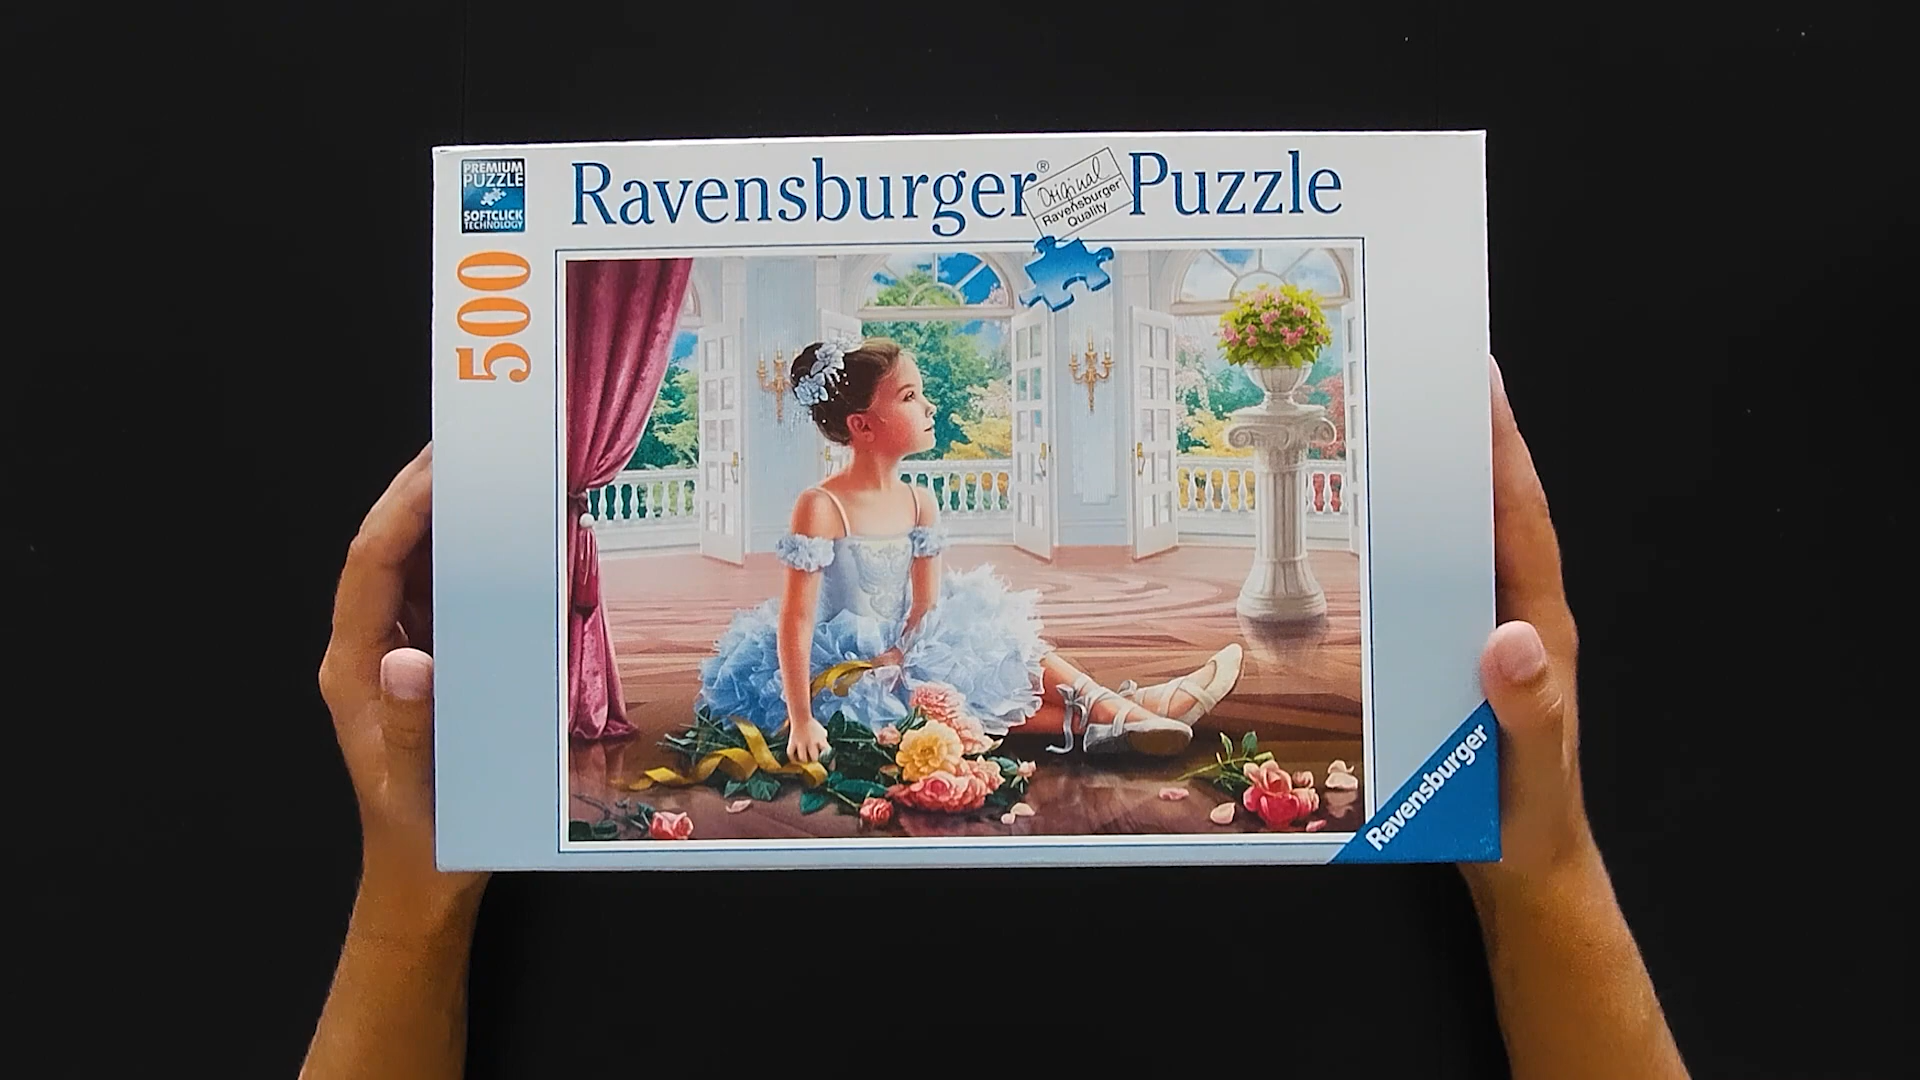 PREMIUM
PUZZLE
SOFTCLICK
TECHNOLOGY
Ravensburger® Puzzle
Original
Ravensburger®
Quality
500
Ravensburger